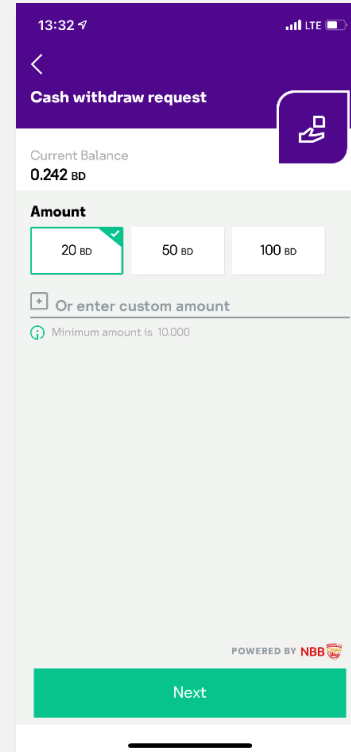 13:32 LTE
Cash withdraw request
Current Balance
0.242 BD
Amount
20 BD 50 BD 100 BD
Or enter custom amount
Minimum amount is 10.000
POWERED BY NBB
Next